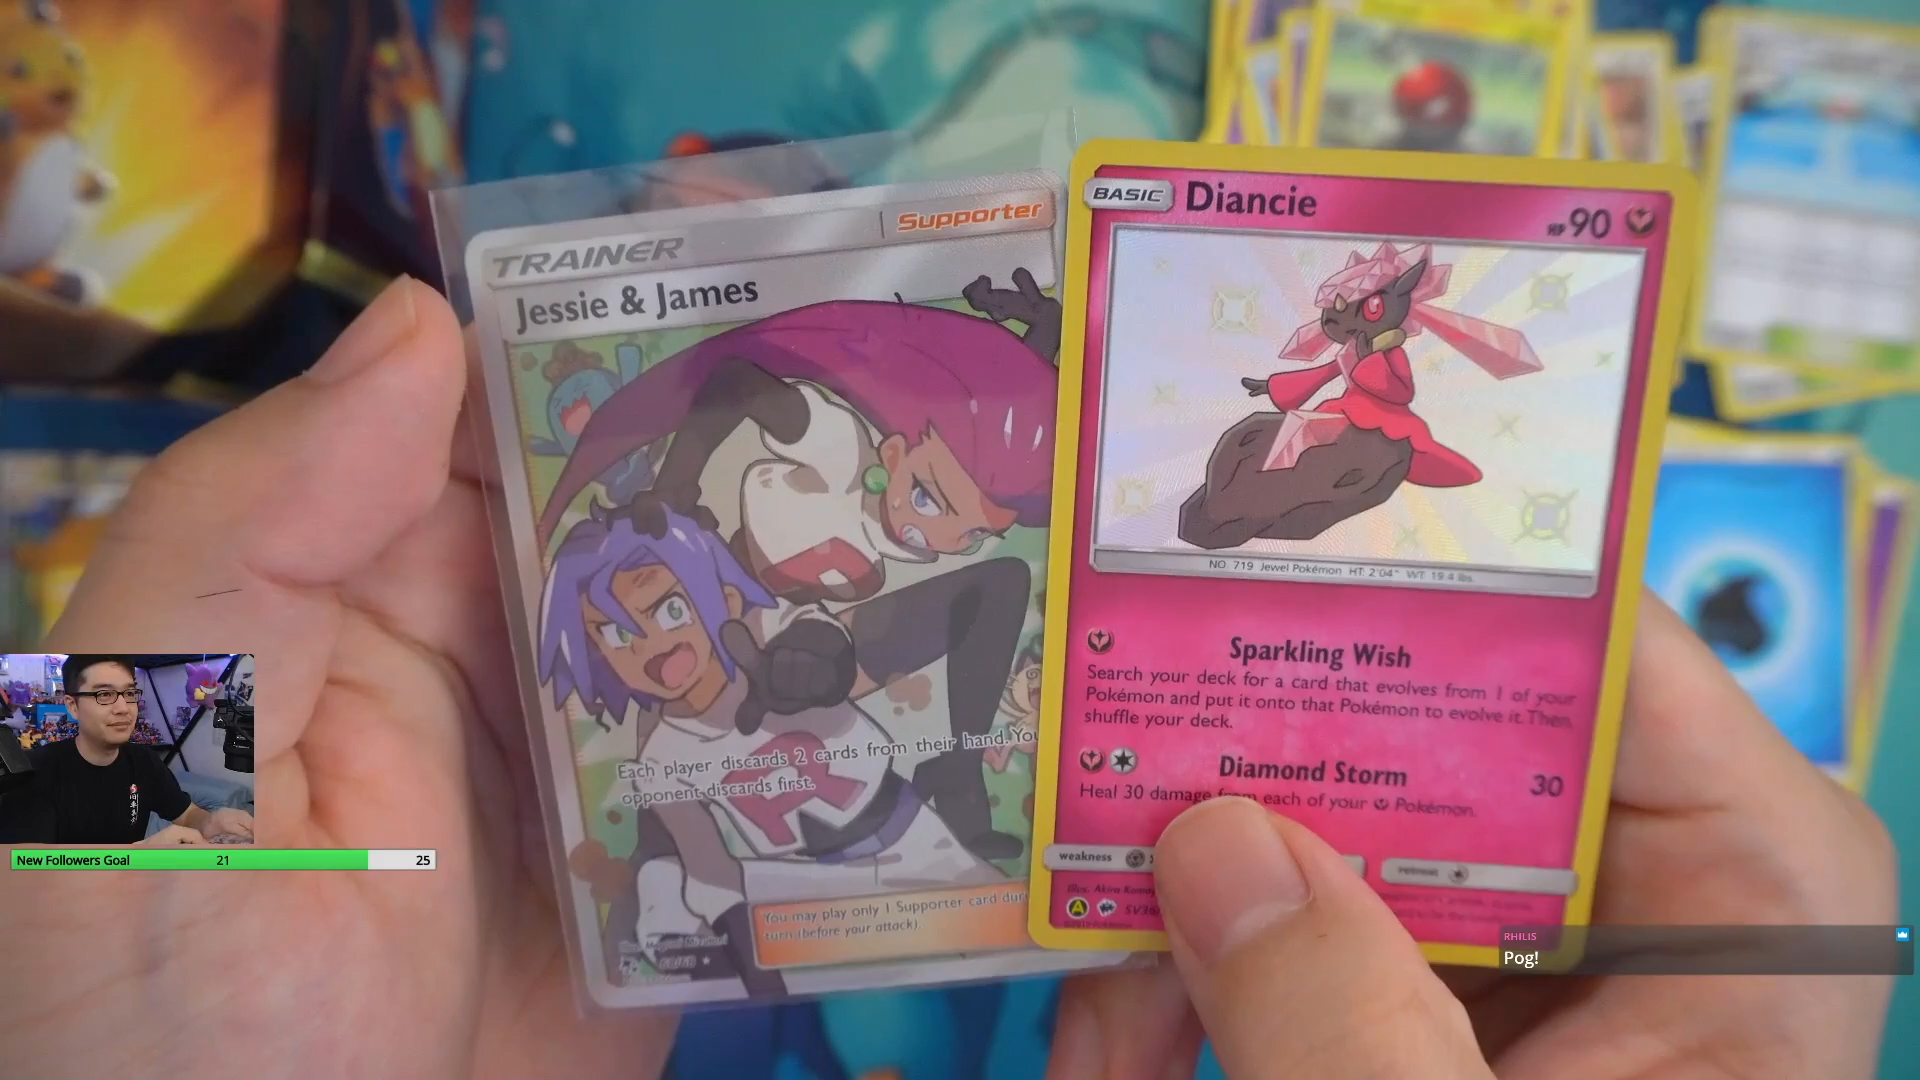 TRAINER
Supporter
Jessie & James
Each player discards 2 cards from their hand. You
opponent discards first.
You may play only 1 Supporter card dur
turn (before your attack).
68/68
BASIC
Diancie
HP 90
NO. 719 Jewel Pokémon HT: 2'04" WT: 19.4 lbs.
Sparkling Wish
Search your deck for a card that evolves from 1 of your
Pokémon and put it onto that Pokémon to evolve it. Then,
shuffle your deck.
Diamond Storm
30
Heal 30 damage from each of your Pokémon.
weakness
retreat
Illus. Akira Komay
A
New Followers Goal
21
25
RHILIS
Pog!